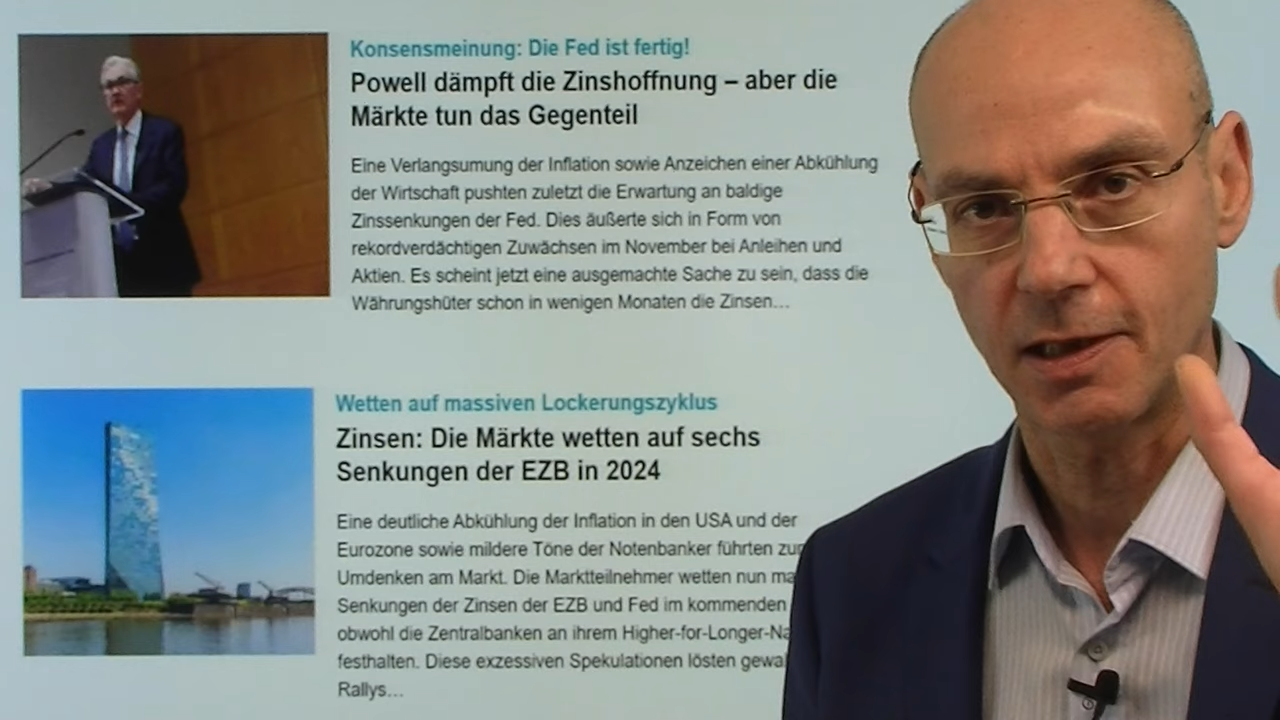 Konsensmeinung: Die Fed ist fertig!
Powell dämpft die Zinshoffnung – aber die
Märkte tun das Gegenteil
Eine Verlangsumung der Inflation sowie Anzeichen einer Abkühlung
der Wirtschaft pushten zuletzt die Erwartung an baldige
Zinssenkungen der Fed. Dies äußerte sich in Form von
rekordverdächtigen Zuwächsen im November bei Anleihen und
Aktien. Es scheint jetzt eine ausgemachte Sache zu sein, dass die
Währungshüter schon in wenigen Monaten die Zinsen...
Wetten auf massiven Lockerungszyklus
Zinsen: Die Märkte wetten auf sechs
Senkungen der EZB in 2024
Eine deutliche Abkühlung der Inflation in den USA und der
Eurozone sowie mildere Töne der Notenbanker führten
Umdenken am Markt. Die Marktteilnehmer wetten nun
Senkungen der Zinsen der EZB und Fed im kommenden
obwohl die Zentralbanken an ihrem Higher-for-Longer-
festhalten. Diese exzessiven Spekulationen lösten
Rallys...